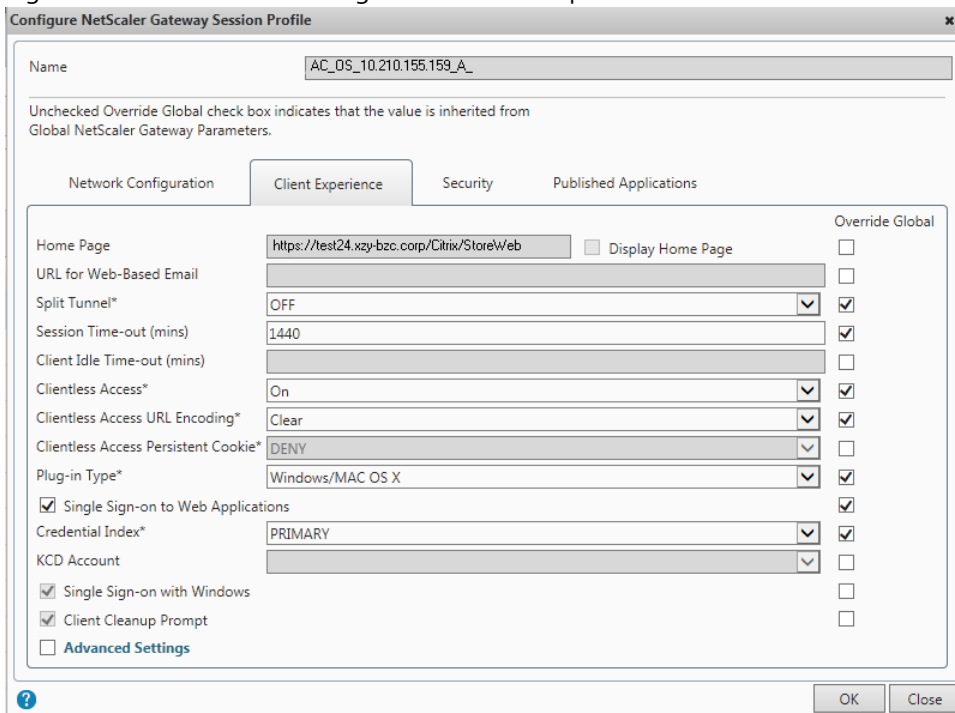 Configure NetScaler Gateway Session Profile
Name AC_OS_10.210.155.159_A_
Unchecked Override Global check box indicates that the value is inherited from
Global NetScaler Gateway Parameters.
Network Configuration Client Experience Security Published Applications
Override Global
Home Page https://test24.xzy-bzc.corp/Citrix/StoreWeb Display Home Page
URL for Web-Based Email
Split Tunnel* OFF
Session Time-out (mins) 1440
Client Idle Time-out (mins)
Clientless Access* On
Clientless Access URL Encoding* Clear
Clientless Access Persistent Cookie* DENY
Plug-in Type* Windows/MAC OS X
Single Sign-on to Web Applications
Credential Index* PRIMARY
KCD Account
Single Sign-on with Windows
Client Cleanup Prompt
Advanced Settings
OK Close